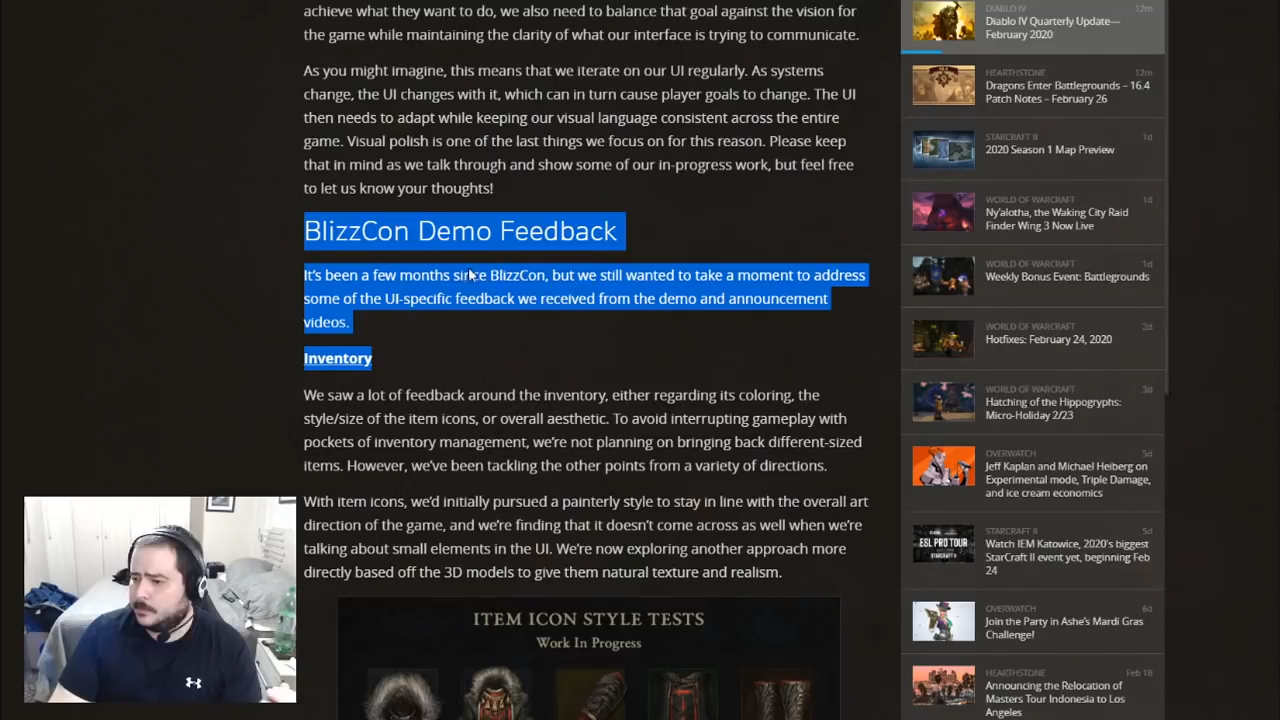 achieve what they want to do, we also need to balance that goal against the vision for
the game while maintaining the clarity of what our interface is trying to communicate.
As you might imagine, this means that we iterate on our UI regularly. As systems
change, the UI changes with it, which can in turn cause player goals to change. The UI
then needs to adapt while keeping our visual language consistent across the entire
game. Visual polish is one of the last things we focus on for this reason. Please keep
that in mind as we talk through and show some of our in-progress work, but feel free
to let us know your thoughts!
BlizzCon Demo Feedback
It's been a few months since BlizzCon, but we still wanted to take a moment to address
some of the UI-specific feedback we received from the demo and announcement
videos.
Inventory
We saw a lot of feedback around the inventory, either regarding its coloring, the
style/size of the item icons, or overall aesthetic. To avoid interrupting gameplay with
pockets of inventory management, we're not planning on bringing back different-sized
items. However, we've been tackling the other points from a variety of directions.
With item icons, we'd initially pursued a painterly style to stay in line with the overall art
direction of the game, and we're finding that it doesn't come across as well when we're
talking about small elements in the UI. We're now exploring another approach more
directly based off the 3D models to give them natural texture and realism.
ITEM ICON STYLE TESTS
Work In Progress
DIABLO IV 12m
Diablo IV Quarterly Update—
February 2020
HEARTHSTONE 12m
Dragons Enter Battlegrounds – 16.4
Patch Notes – February 26
STARCRAFT II 1d
2020 Season 1 Map Preview
WORLD OF WARCRAFT 1d
Ny'alotha, the Waking City Raid
Finder Wing 3 Now Live
WORLD OF WARCRAFT 1d
Weekly Bonus Event: Battlegrounds
WORLD OF WARCRAFT 2d
Hotfixes: February 24, 2020
WORLD OF WARCRAFT 3d
Hatching of the Hippogryphs:
Micro-Holiday 2/23
OVERWATCH 5d
Jeff Kaplan and Michael Heiberg on
Experimental mode, Triple Damage,
and ice cream economics
STARCRAFT II 5d
Watch IEM Katowice, 2020's biggest
StarCraft II event yet, beginning Feb
24
ESL PRO TOUR
STARCRAFT II
OVERWATCH 6d
Join the Party in Ashe's Mardi Gras
Challenge!
HEARTHSTONE Feb 18
Announcing the Relocation of
Masters Tour Indonesia to Los
Angeles